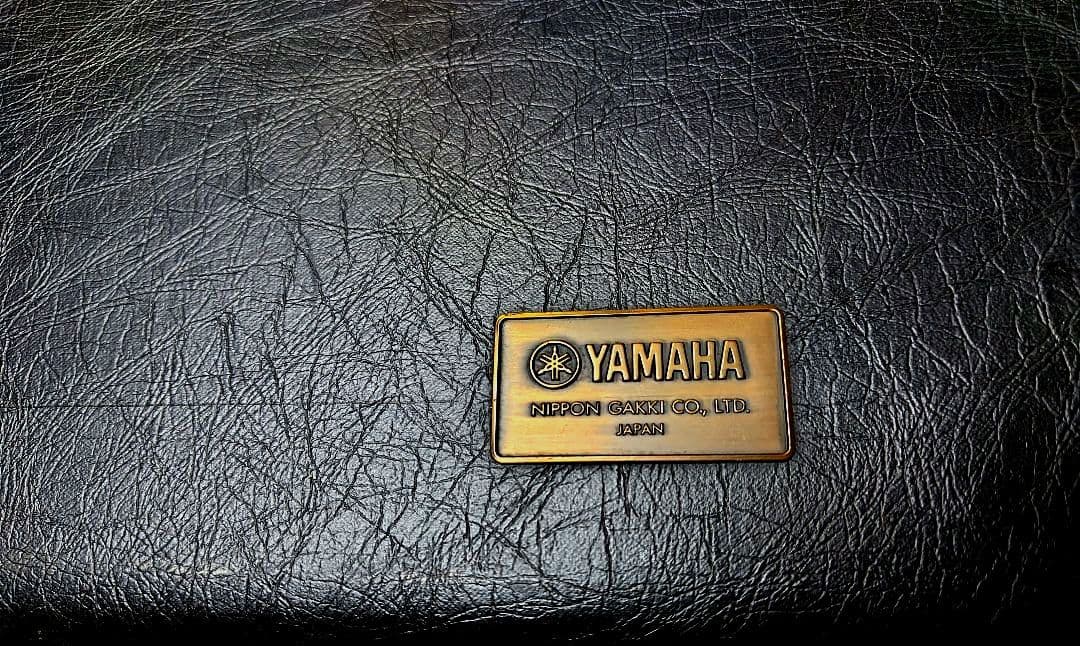 YAMAHA
NIPPON GAKKI CO., LTD.
JAPAN